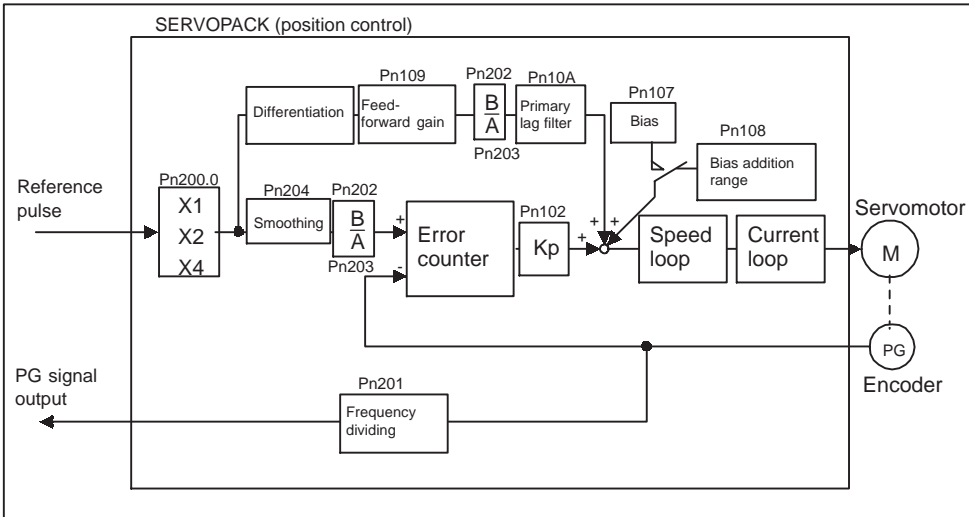 SERVOPACK (position control)
Pn109
Pn202
Pn10A
Pn107
Pn108
Differentiation
Feed-
forward gain
B
A
Primary
lag filter
Bias
Pn203
Bias addition
range
Reference
pulse
Pn200.0
X1
X2
X4
Pn204
Smoothing
Pn202
B
A
Pn203
+
-
Error
counter
Pn102
Kp
+
+
+
Speed
loop
Current
loop
Servomotor
M
PG
Encoder
PG signal
output
Pn201
Frequency
dividing